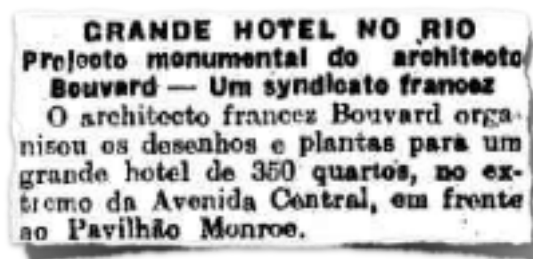 GRANDE HOTEL NO RIO
Projecto monumental do architecto
Bouvard — Um syndicato francez
O architecto francez Bouvard orga-
nisou os desenhos e plantas para um
grande hotel de 350 quartos, no ex-
tremo da Avenida Central, em frente
ao Pavilhão Monroe.